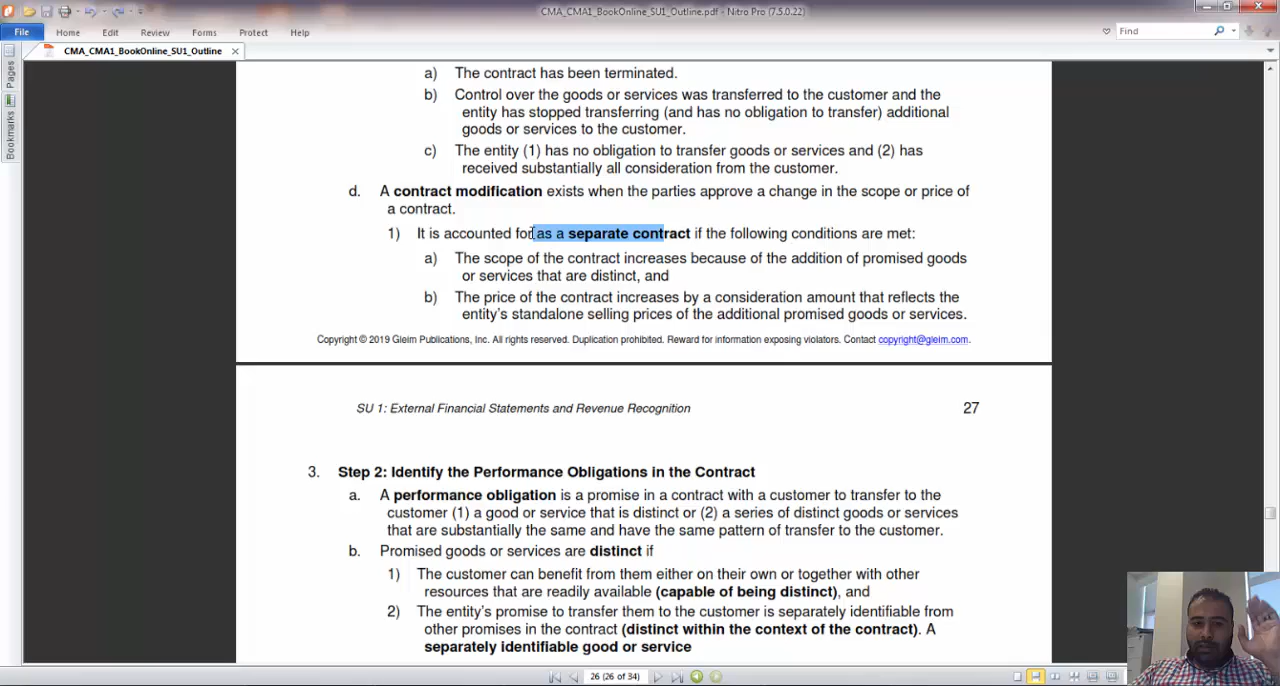 CMA_CMA1_BookOnline_SU1_Outline.pdf - Nitro Pro (7.5.0.22)
File Home Edit Review Forms Protect Help Find
CMA_CMA1_BookOnline_SU1_Outline
Pages
Bookmarks
a) The contract has been terminated.
b) Control over the goods or services was transferred to the customer and the
entity has stopped transferring (and has no obligation to transfer) additional
goods or services to the customer.
c) The entity (1) has no obligation to transfer goods or services and (2) has
received substantially all consideration from the customer.
d. A contract modification exists when the parties approve a change in the scope or price of
a contract.
1) It is accounted for as a separate contract if the following conditions are met:
a) The scope of the contract increases because of the addition of promised goods
or services that are distinct, and
b) The price of the contract increases by a consideration amount that reflects the
entity's standalone selling prices of the additional promised goods or services.
Copyright © 2019 Gleim Publications, Inc. All rights reserved. Duplication prohibited. Reward for information exposing violators. Contact copyright@gleim.com.
SU 1: External Financial Statements and Revenue Recognition 27
3. Step 2: Identify the Performance Obligations in the Contract
a. A performance obligation is a promise in a contract with a customer to transfer to the
customer (1) a good or service that is distinct or (2) a series of distinct goods or services
that are substantially the same and have the same pattern of transfer to the customer.
b. Promised goods or services are distinct if
1) The customer can benefit from them either on their own or together with other
resources that are readily available (capable of being distinct), and
2) The entity's promise to transfer them to the customer is separately identifiable from
other promises in the contract (distinct within the context of the contract). A
separately identifiable good or service
26 (26 of 34)